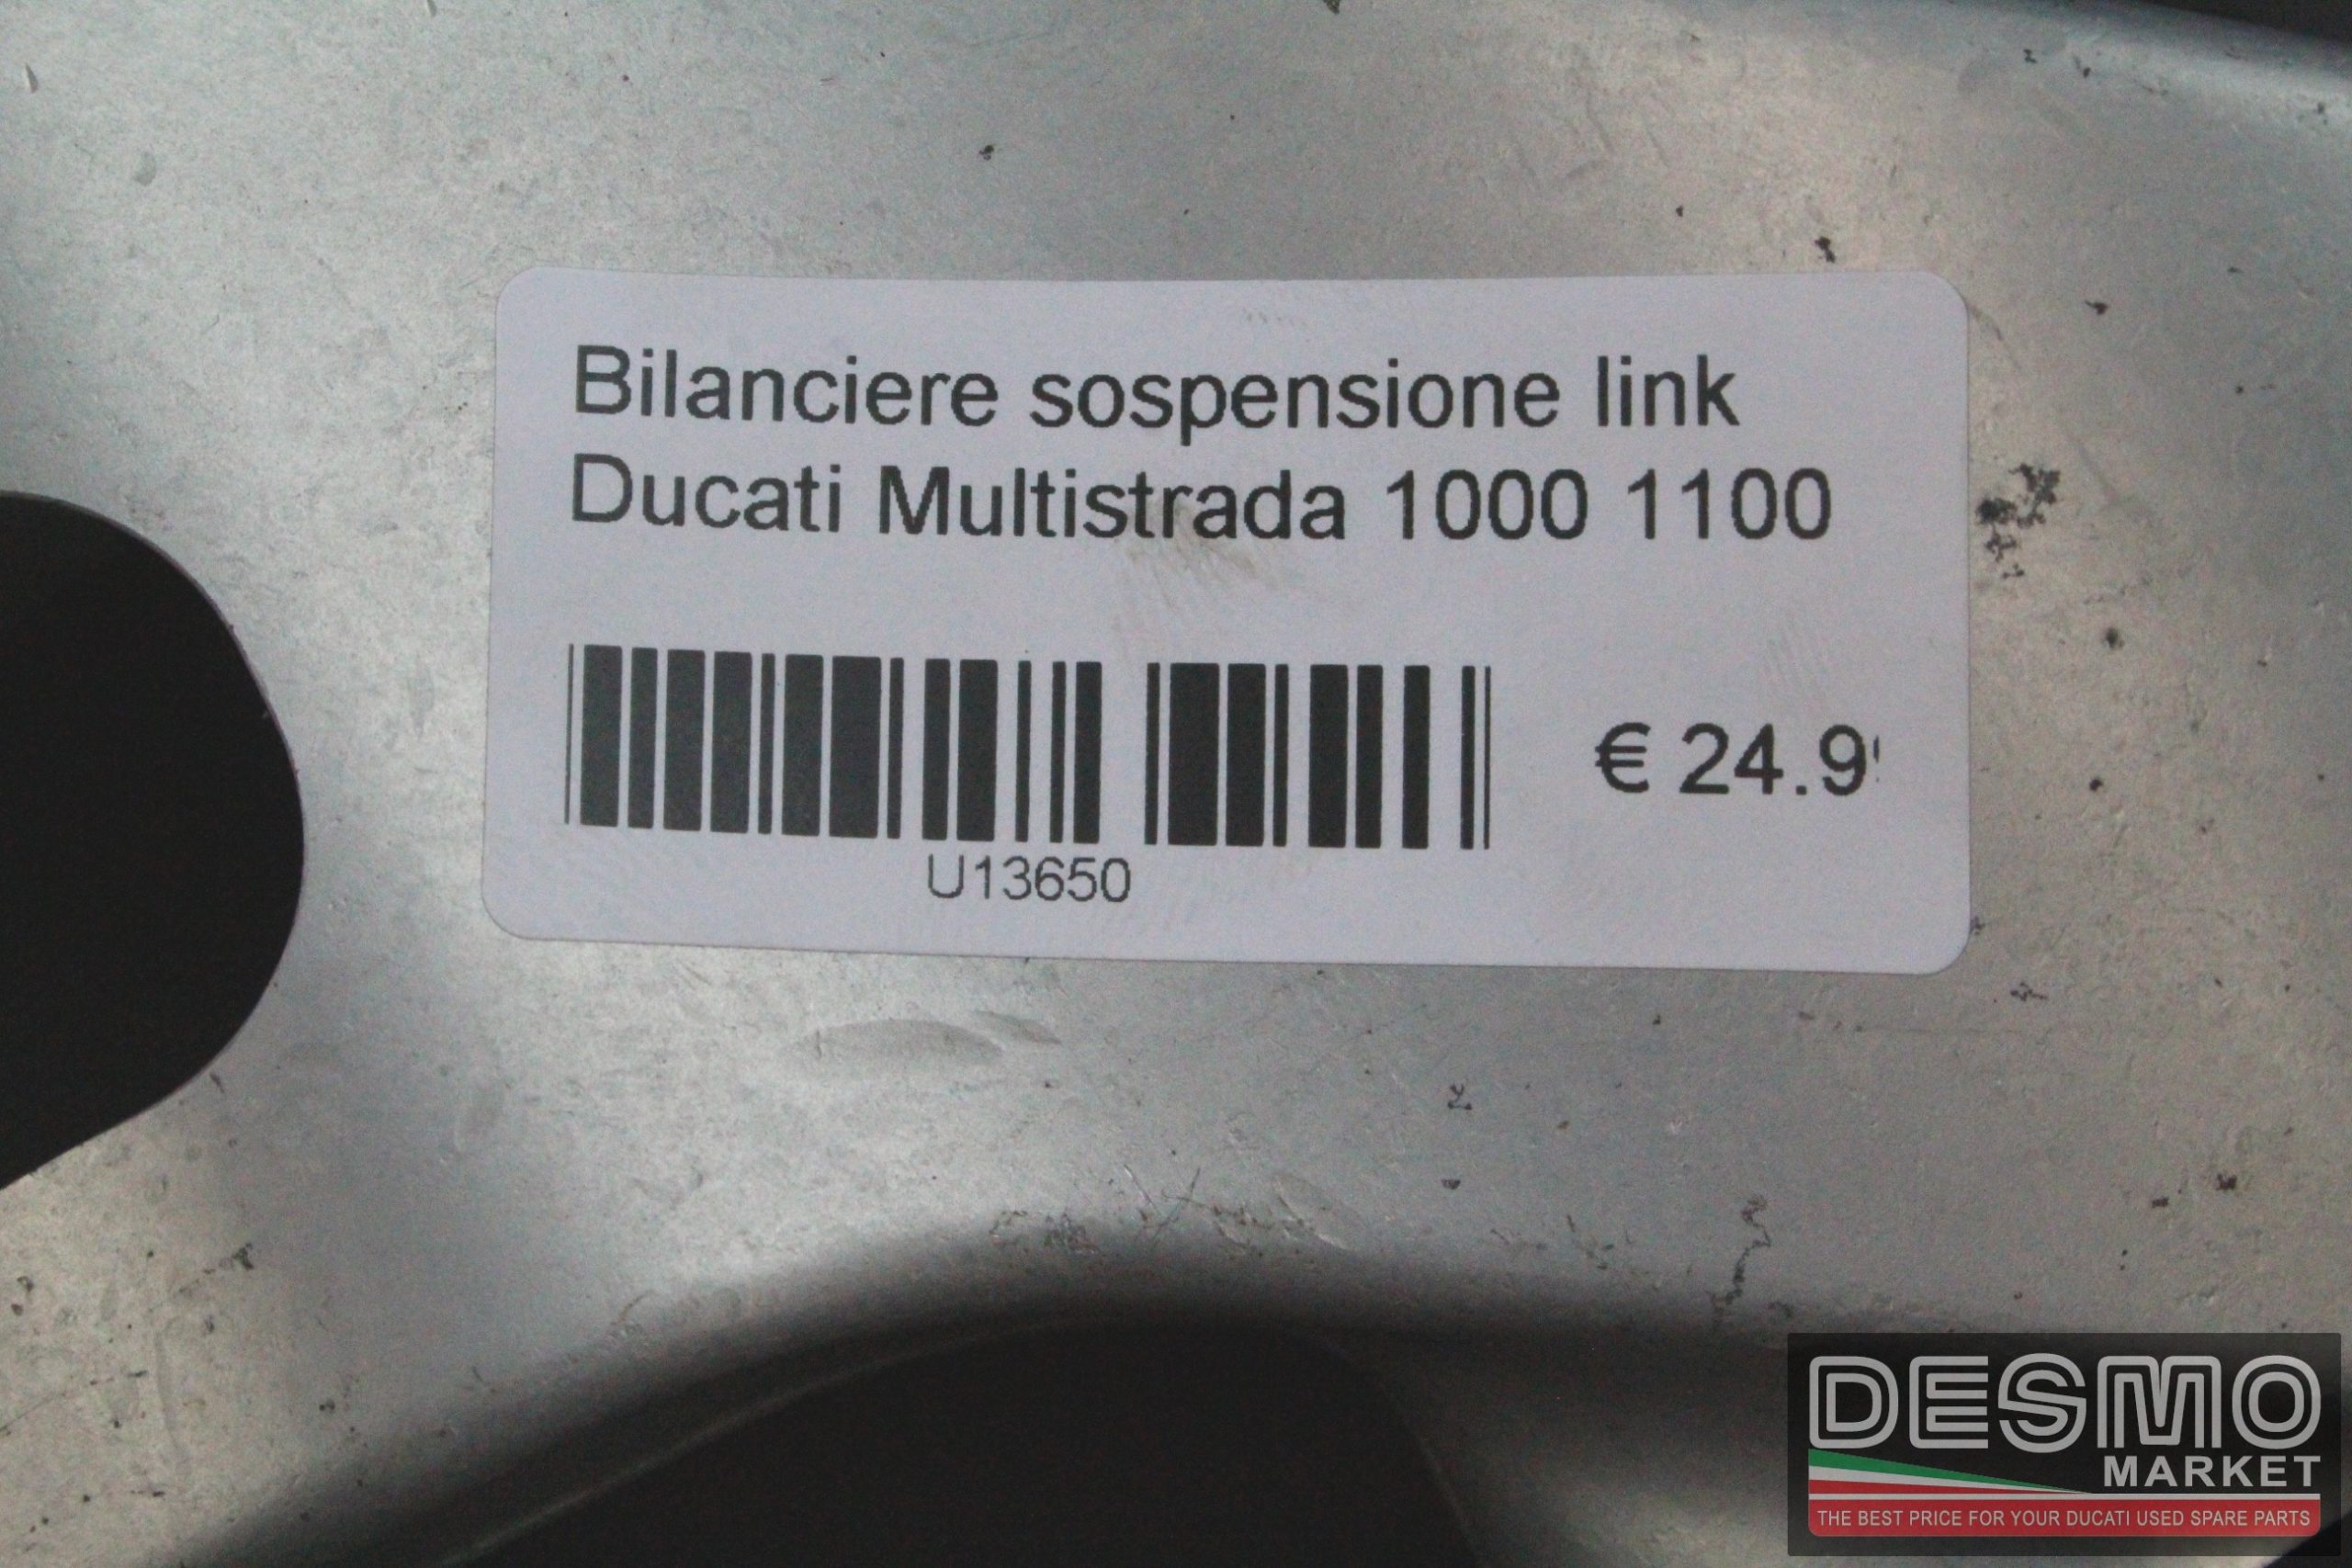 Bilanciere sospensione link
Ducati Multistrada 1000 1100
€ 24.9
U13650
DESMO
MARKET
THE BEST PRICE FOR YOUR DUCATI USED SPARE PARTS